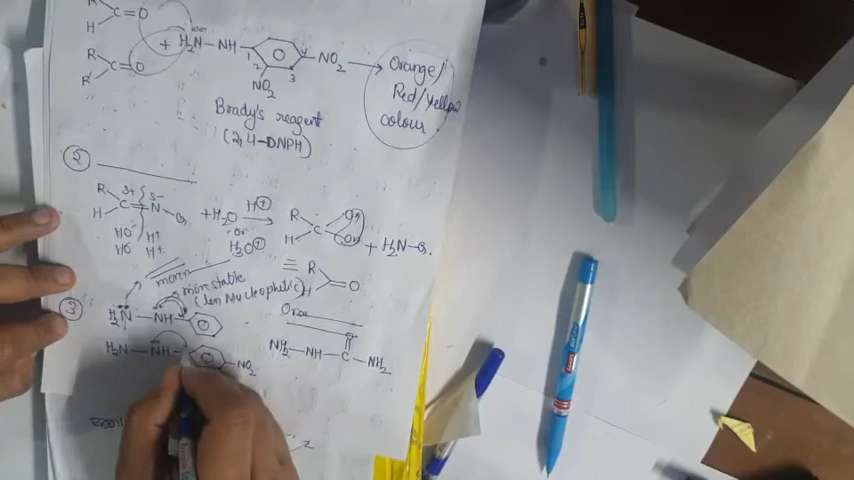 R
C=O
H
+ H₂N-NH
NO₂
1
2
3
4
NO₂
R
C=O
R'
Orange/
Red/Yellow
colour
Brady's reagent
(2,4-DNPH)
②
R
H
C=N-G
δ+ δ-
HO⁻ H⁺
HO⁻ H⁺
+H₂O
H⊕
or
H₃O⊕
R
H
C
OH
OH
+ H₂N-G.
≡ R
H
=O
more stable
(less Nucleophilic)
③
H₂N-NH
H₂N-NH
NO₂
Urea
NH₂-NH-C-NH₂
O